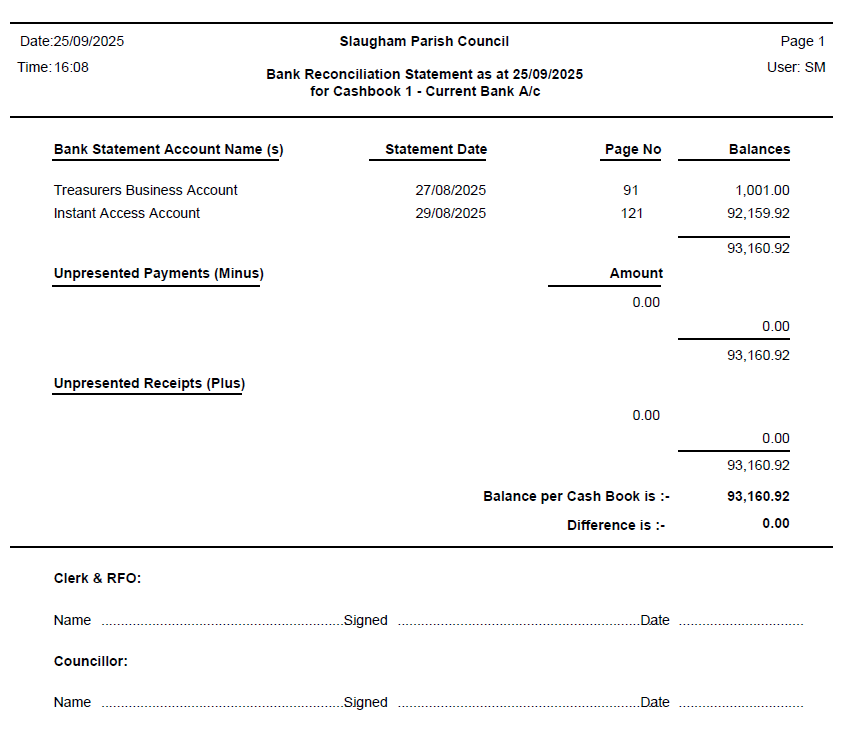 Date:25/09/2025 Slaugham Parish Council Page 1
Time: 16:08 User: SM
Bank Reconciliation Statement as at 25/09/2025
for Cashbook 1 - Current Bank A/c
Bank Statement Account Name (s) Statement Date Page No Balances
Treasurers Business Account 27/08/2025 91 1,001.00
Instant Access Account 29/08/2025 121 92,159.92
93,160.92
Unpresented Payments (Minus) Amount
0.00
0.00
93,160.92
Unpresented Receipts (Plus)
0.00
0.00
93,160.92
Balance per Cash Book is :- 93,160.92
Difference is :- 0.00
Clerk & RFO:
Name ..............................................................Signed ..............................................................Date ................................
Councillor:
Name ..............................................................Signed ..............................................................Date ................................